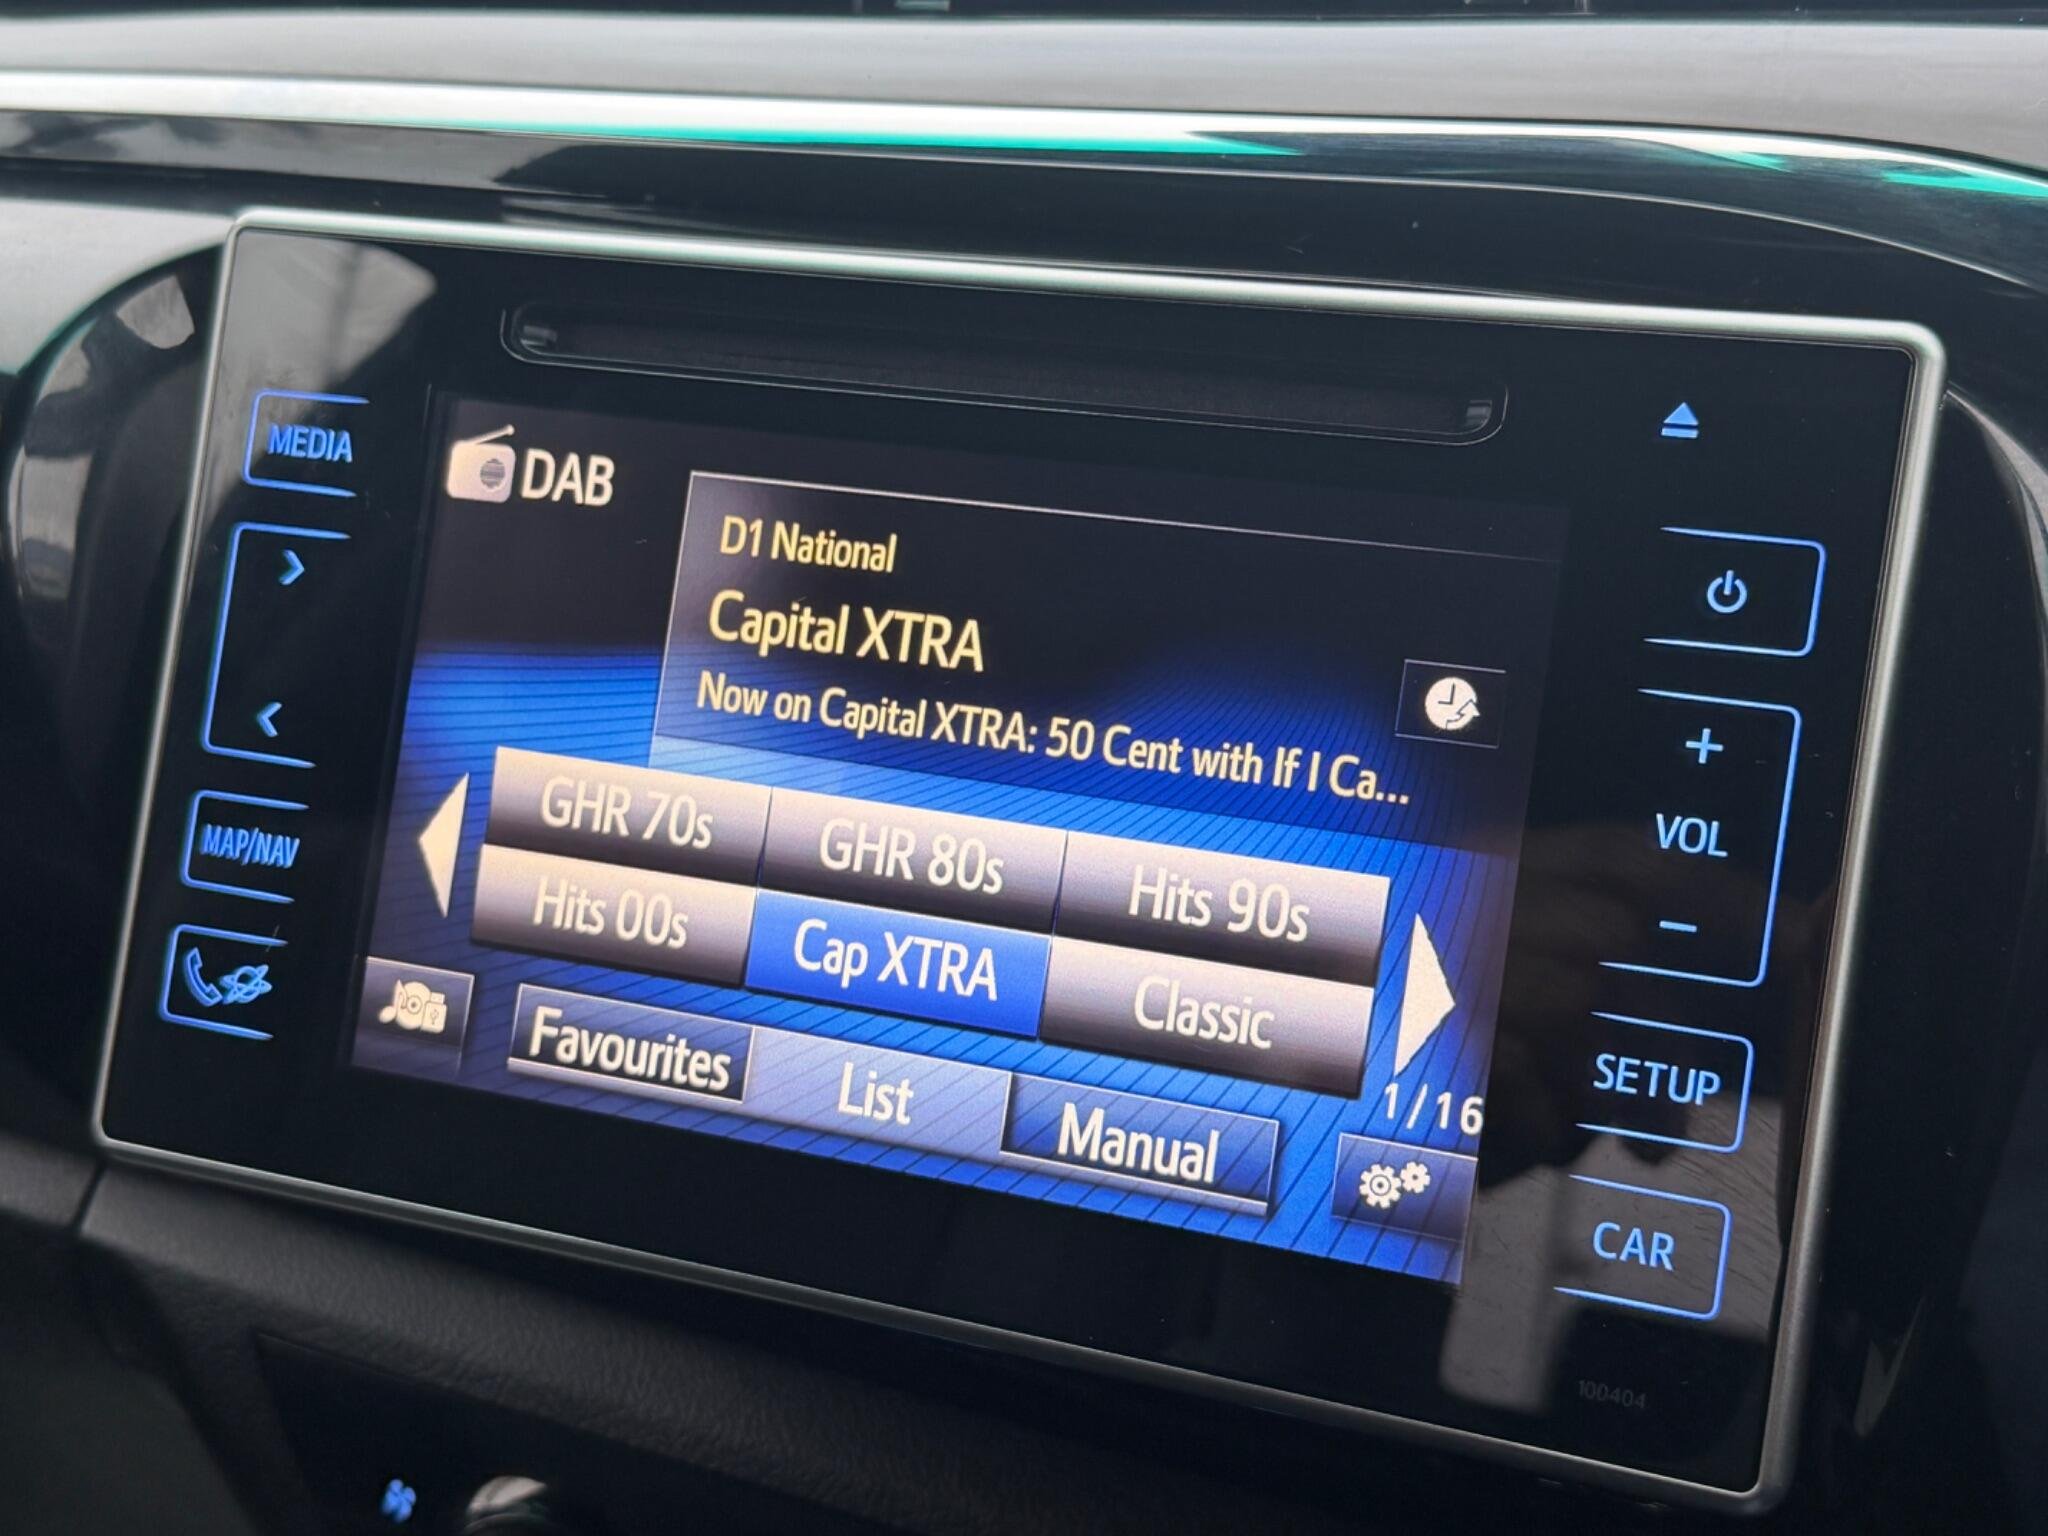 MEDIA
MAP/NAV
DAB
D1 National
Capital XTRA
Now on Capital XTRA: 50 Cent with If I Ca...
GHR 70s
GHR 80s
Hits 90s
Hits 00s
Cap XTRA
Classic
1/16
Favourites
List
Manual
+
VOL
-
SETUP
CAR
100404